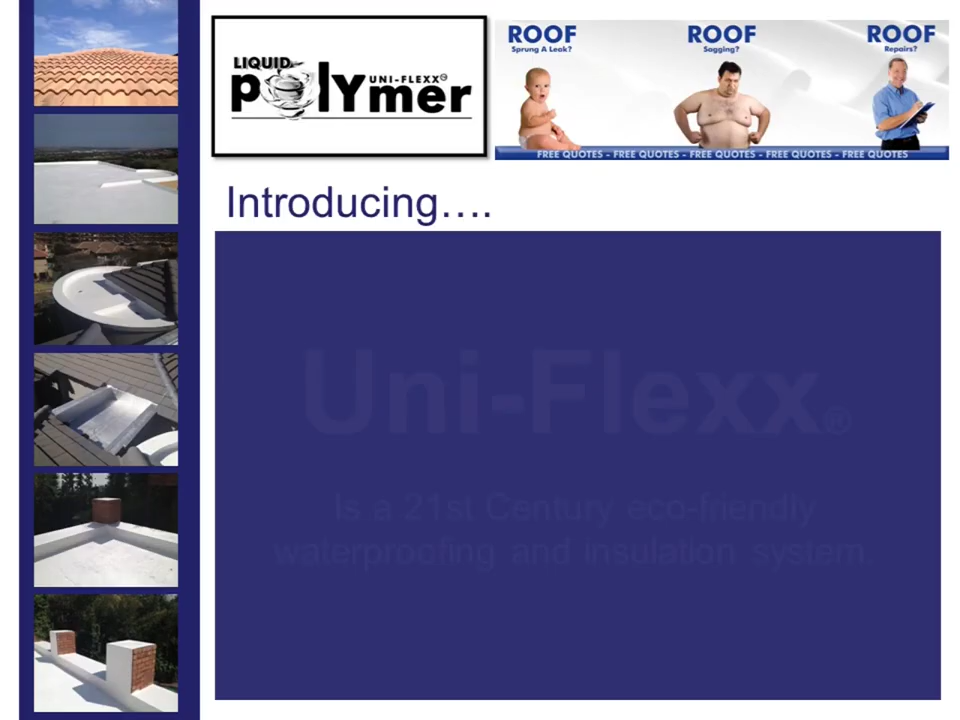 LIQUID
polymer
UNI-FLEXX®
ROOF
Sprung A Leak?
ROOF
Sagging?
ROOF
Repairs?
FREE QUOTES - FREE QUOTES - FREE QUOTES - FREE QUOTES - FREE QUOTES
Introducing….
Uni-Flexx®
Is a 21st Century eco-friendly
waterproofing and insulation system.